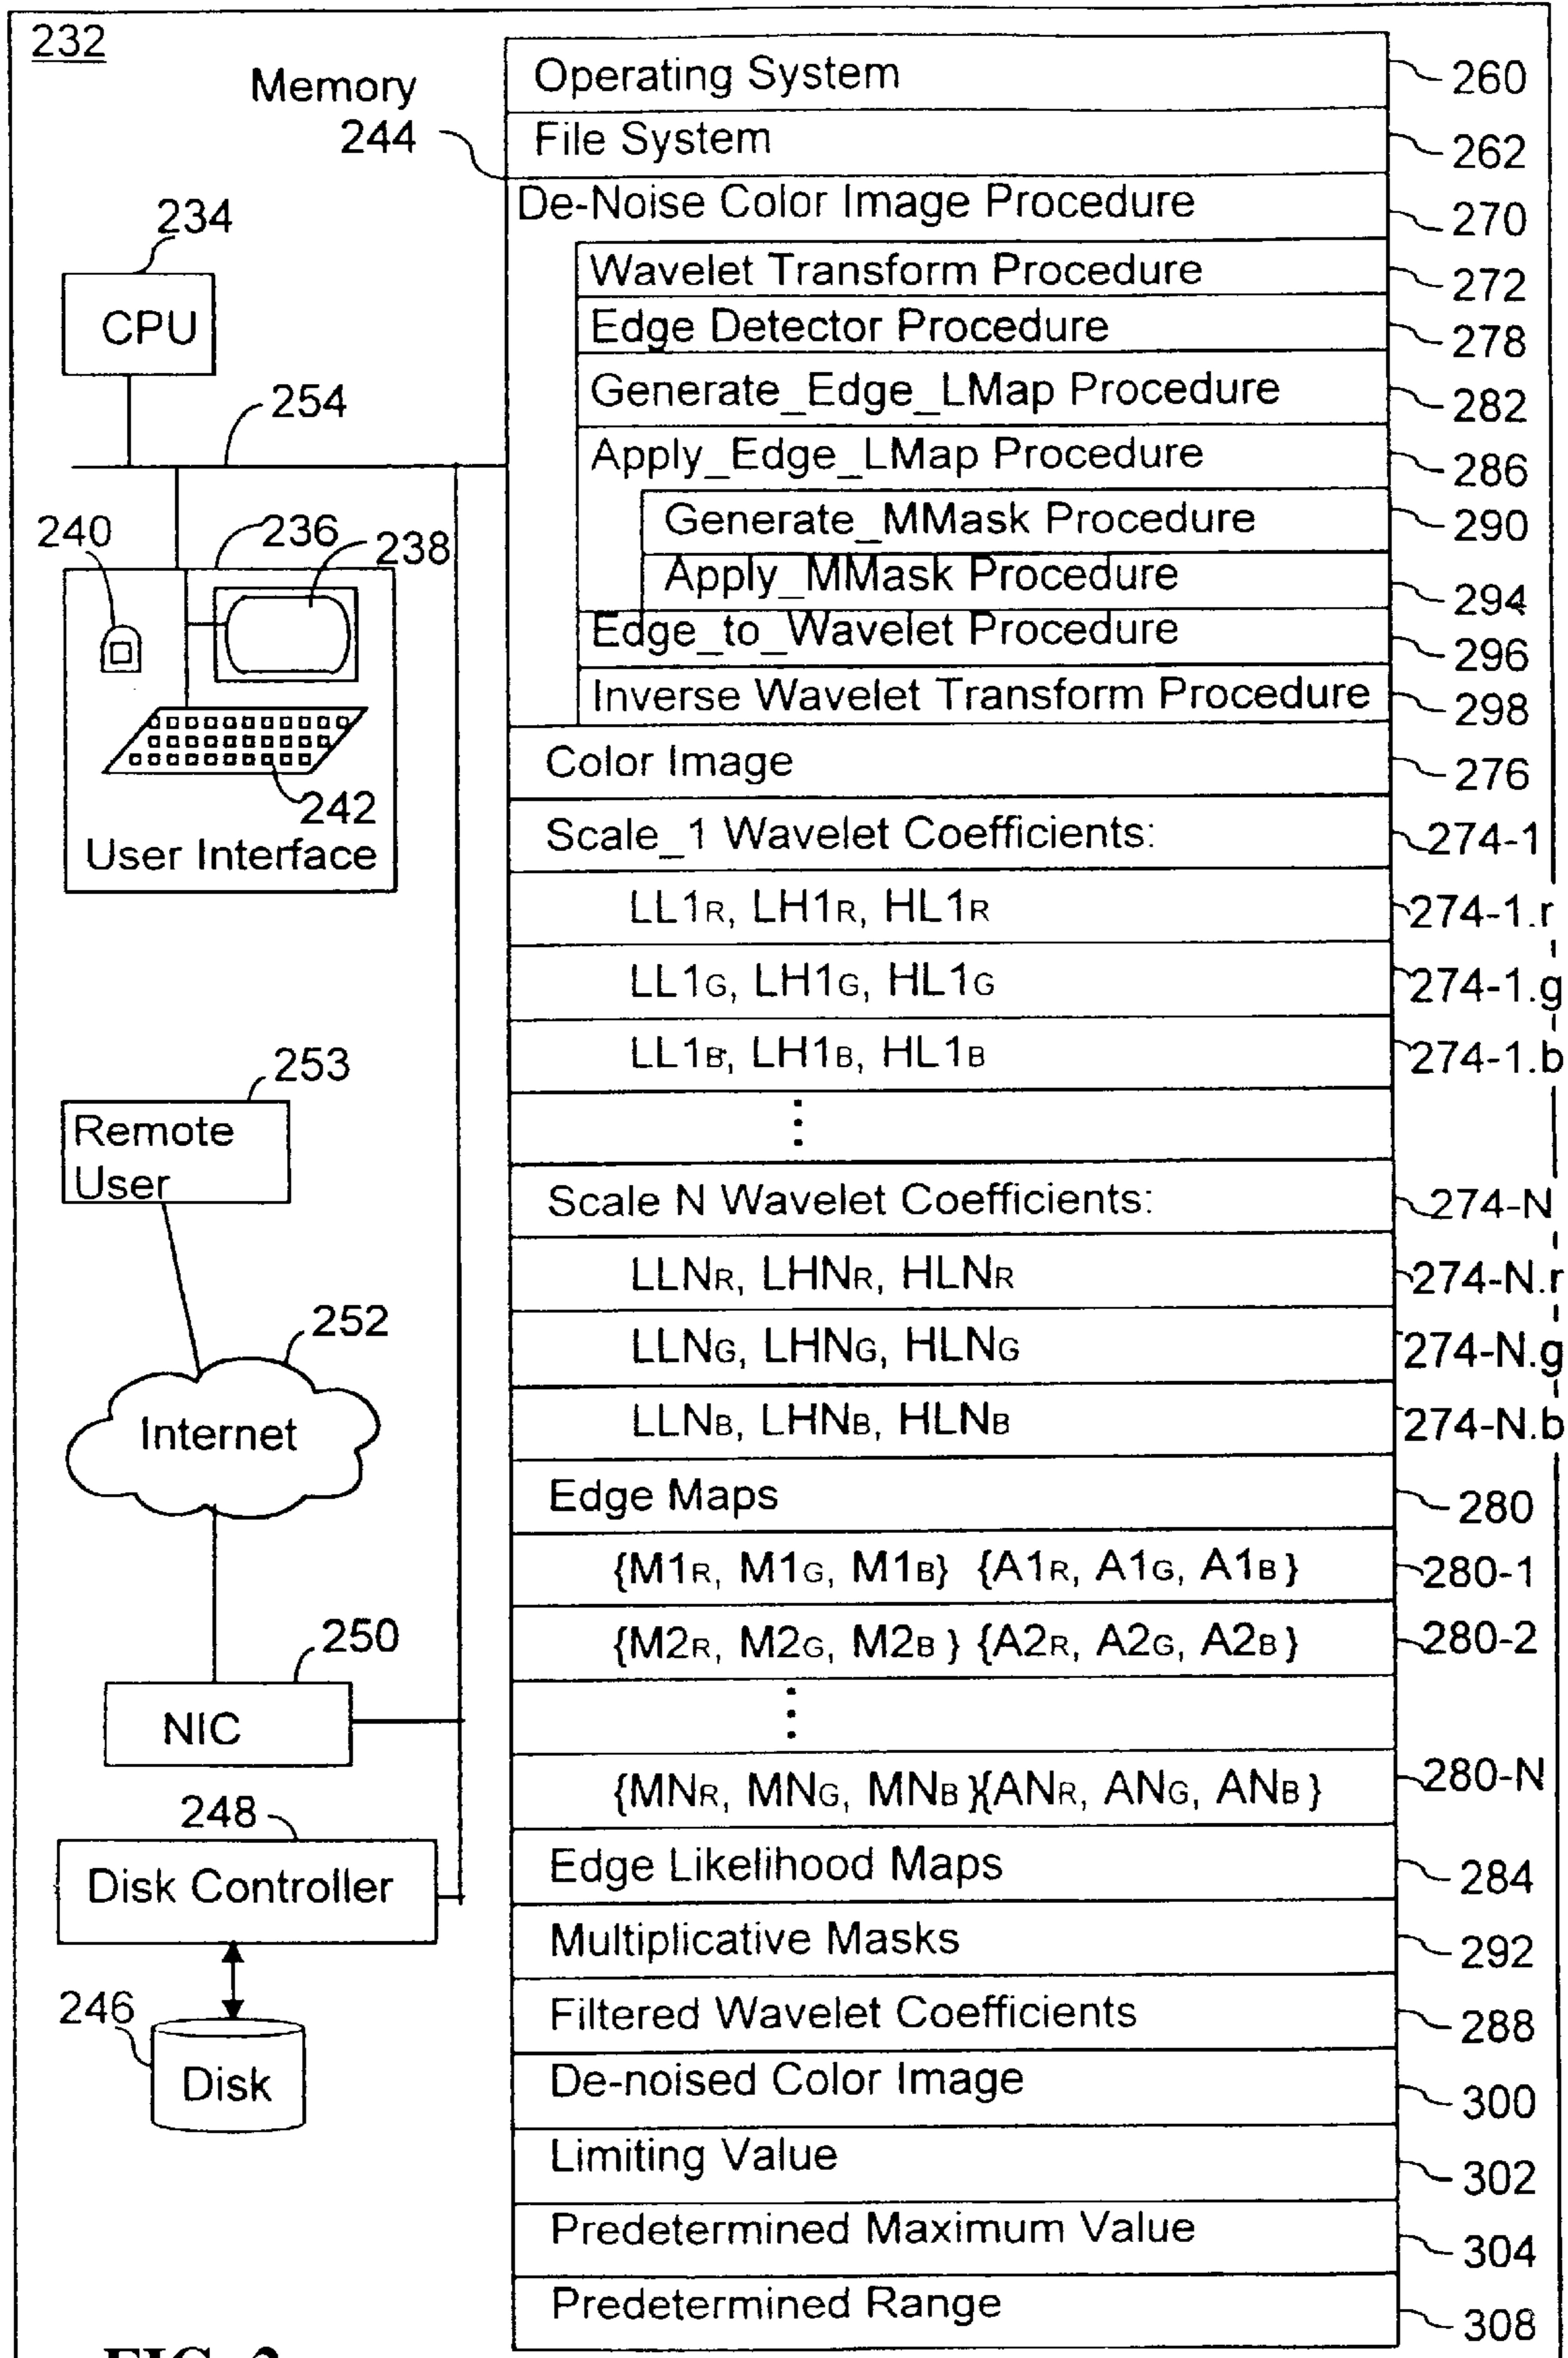 232
Memory
244
Operating System 260
File System 262
De-Noise Color Image Procedure 270
Wavelet Transform Procedure 272
Edge Detector Procedure 278
Generate_Edge_LMap Procedure 282
Apply_Edge_LMap Procedure 286
Generate_MMask Procedure 290
Apply_MMask Procedure 294
Edge_to_Wavelet Procedure 296
Inverse Wavelet Transform Procedure 298
Color Image 276
Scale_1 Wavelet Coefficients: 274-1
LL1R, LH1R, HL1R 274-1.r
LL1G, LH1G, HL1G 274-1.g
LL1B, LH1B, HL1B 274-1.b
⋮
Scale N Wavelet Coefficients: 274-N
LLNR, LHNR, HLNR 274-N.r
LLNG, LHNG, HLNG 274-N.g
LLNB, LHNB, HLNB 274-N.b
Edge Maps 280
{M1R, M1G, M1B} {A1R, A1G, A1B} 280-1
{M2R, M2G, M2B} {A2R, A2G, A2B} 280-2
⋮
{MNR, MNG, MNB}{ANR, ANG, ANB} 280-N
Edge Likelihood Maps 284
Multiplicative Masks 292
Filtered Wavelet Coefficients 288
De-noised Color Image 300
Limiting Value 302
Predetermined Maximum Value 304
Predetermined Range 308
234
CPU
254
240
236
238
242
User Interface
253
Remote
User
252
Internet
250
NIC
248
Disk Controller
246
Disk